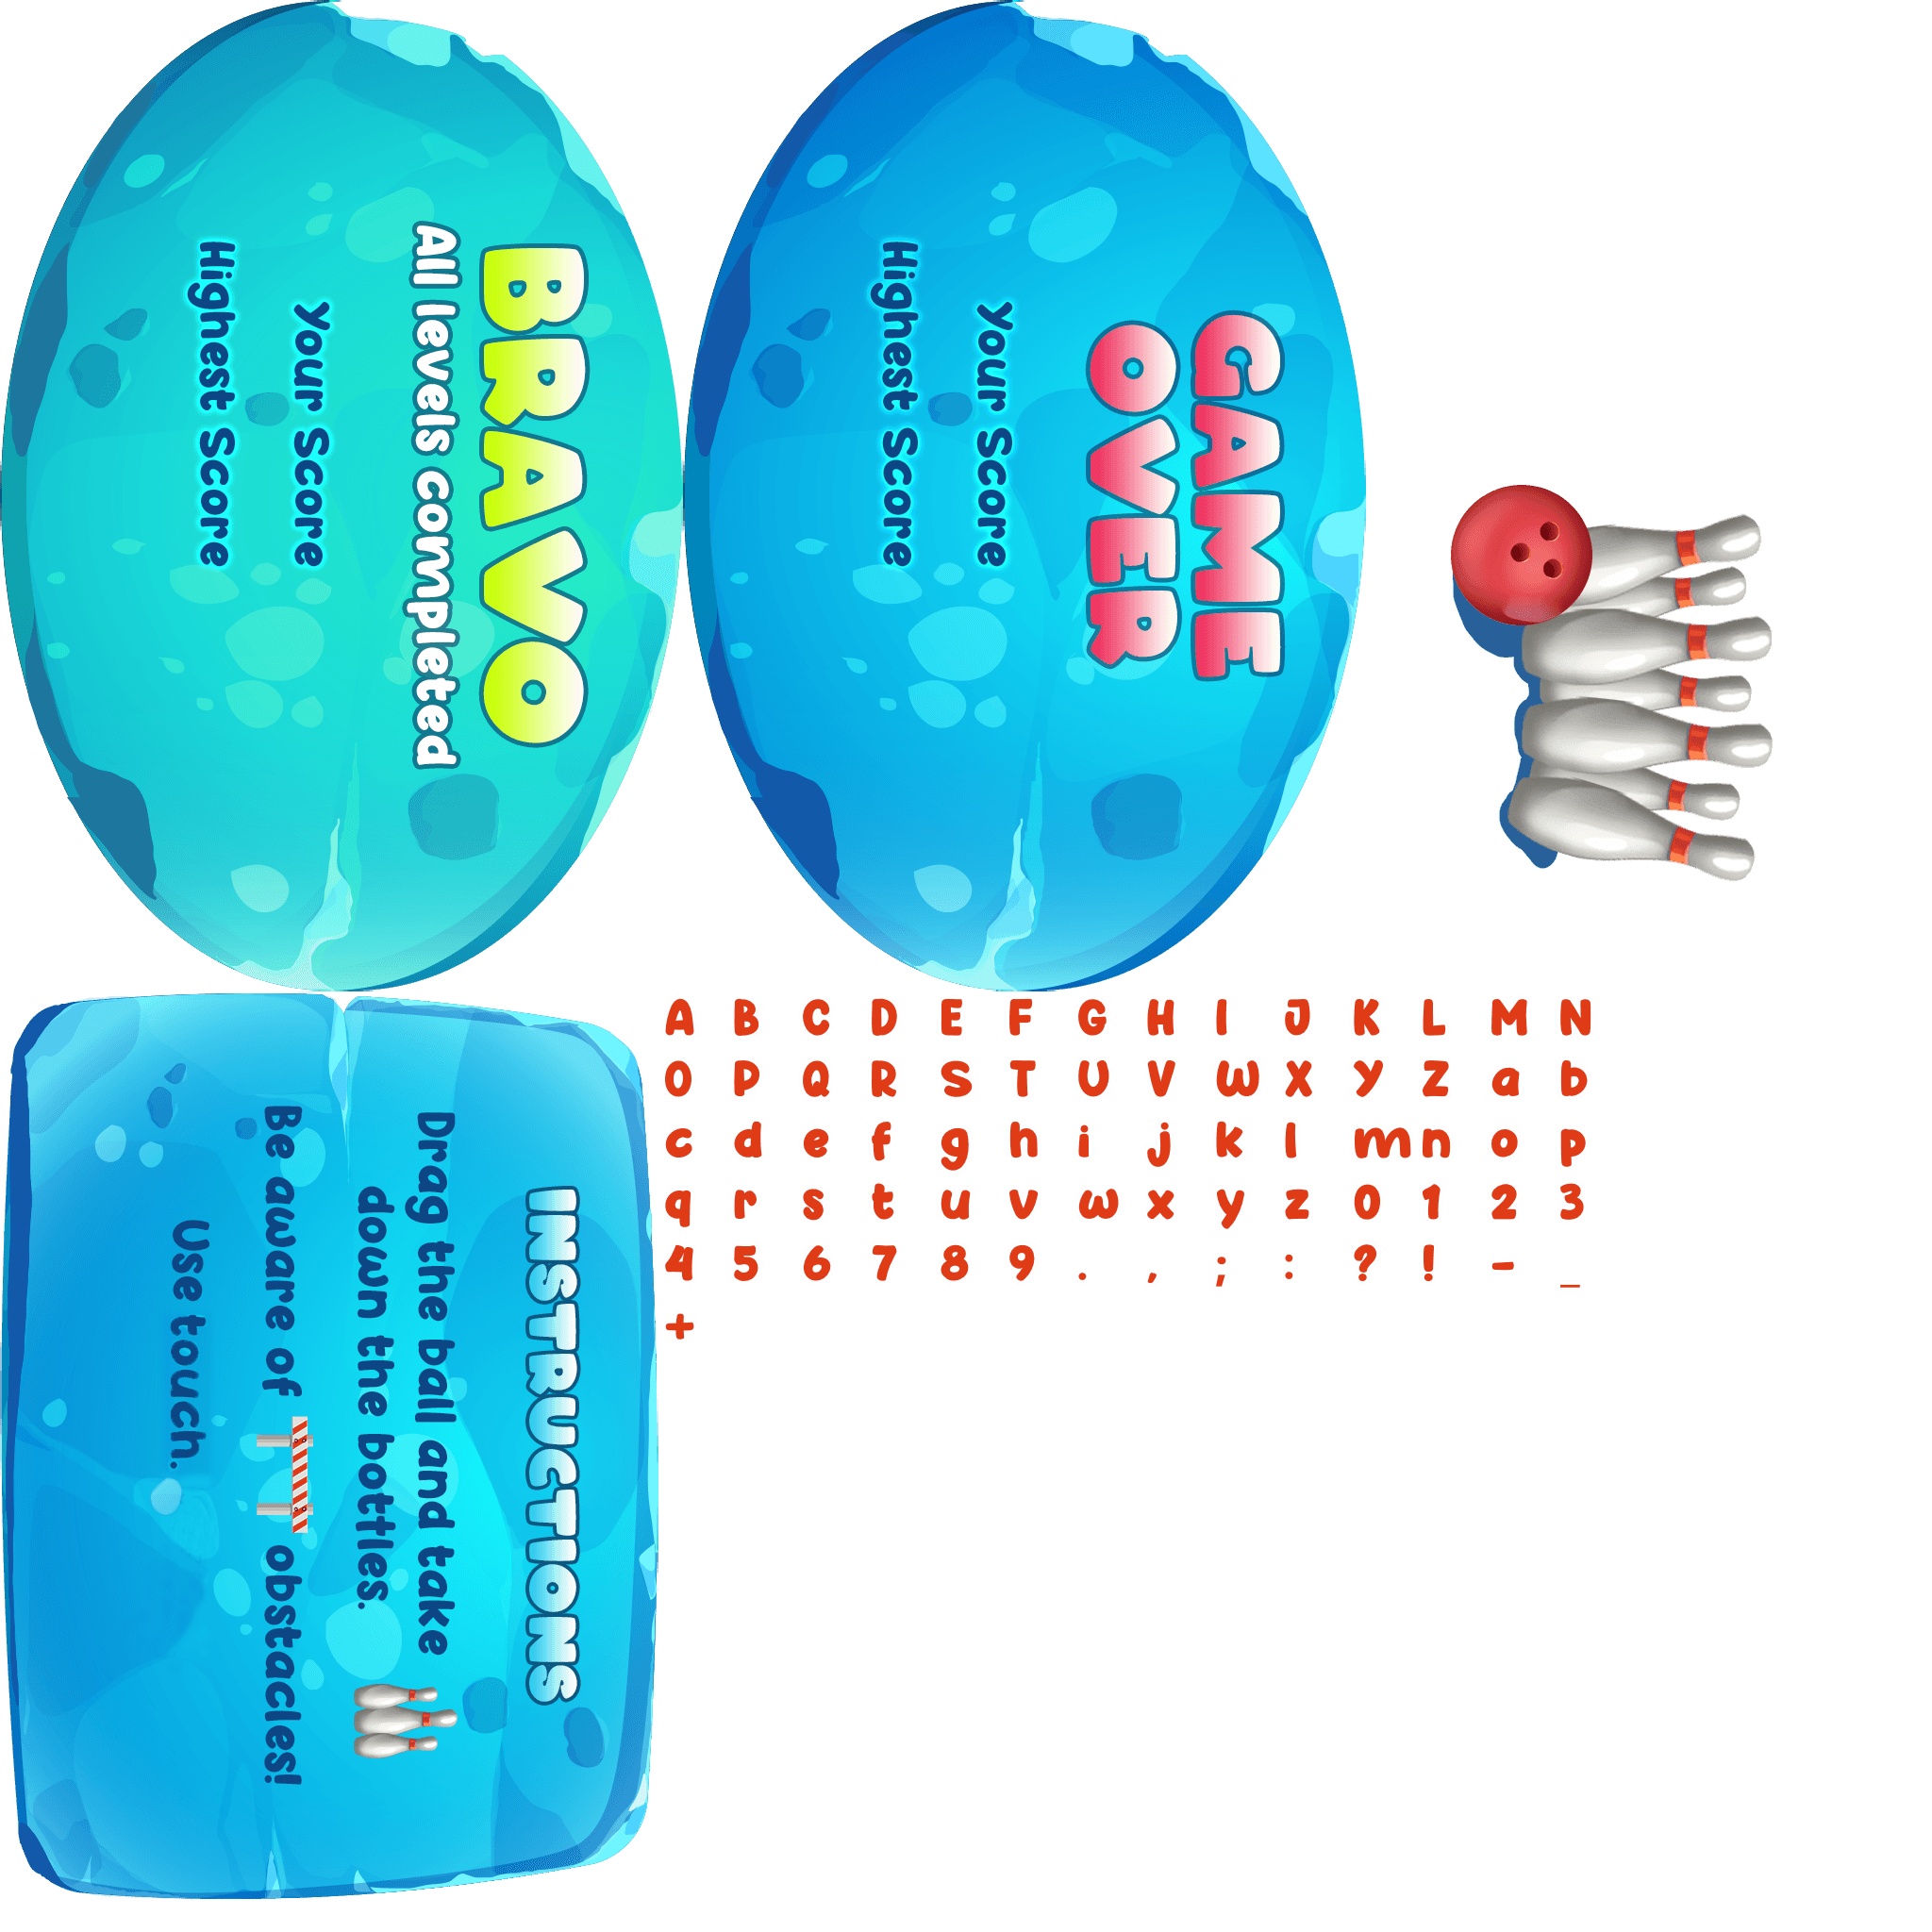 BRAVO
All levels completed
Your Score
Highest Score
GAME
OVER
Your Score
Highest Score
INSTRUCTIONS
Drag the ball and take
down the bottles.
Be aware of obstacles!
Use touch.
A B C D E F G H I J K L M N
O P Q R S T U V W X Y Z a b
c d e f g h i j k l m n o p
q r s t u v w x y z 0 1 2 3
4 5 6 7 8 9 . , ; : ? ! - _
+